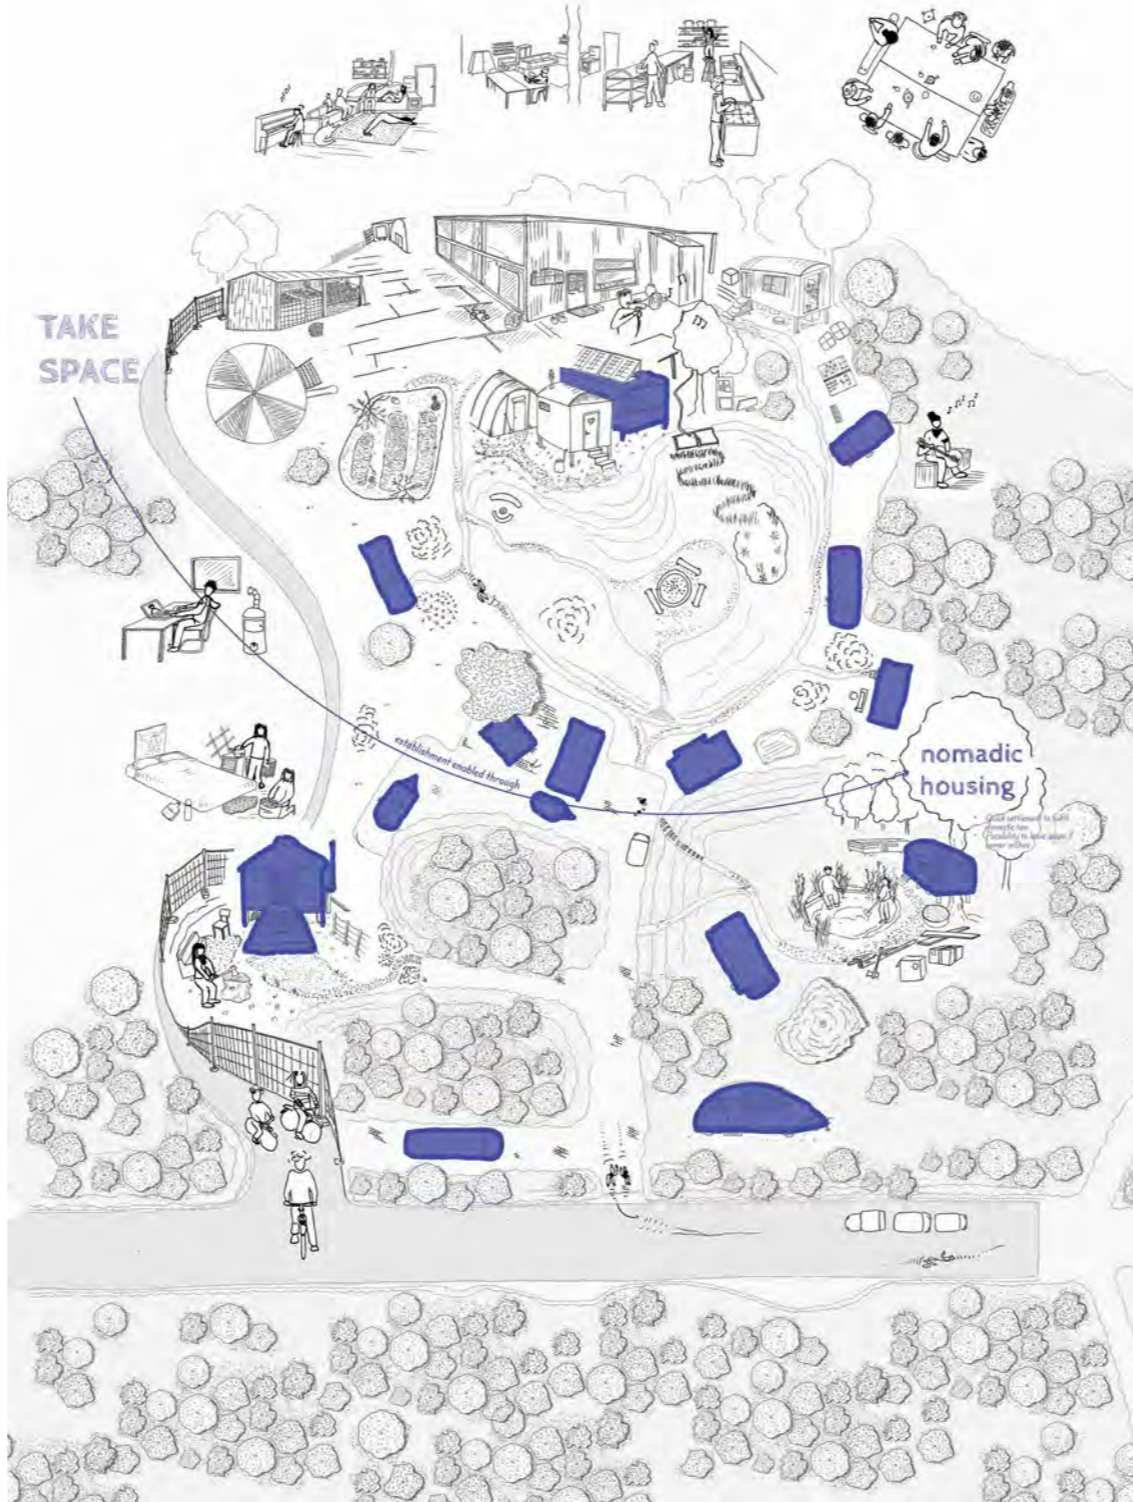 TAKE
SPACE
establishment enabled through
nomadic
housing